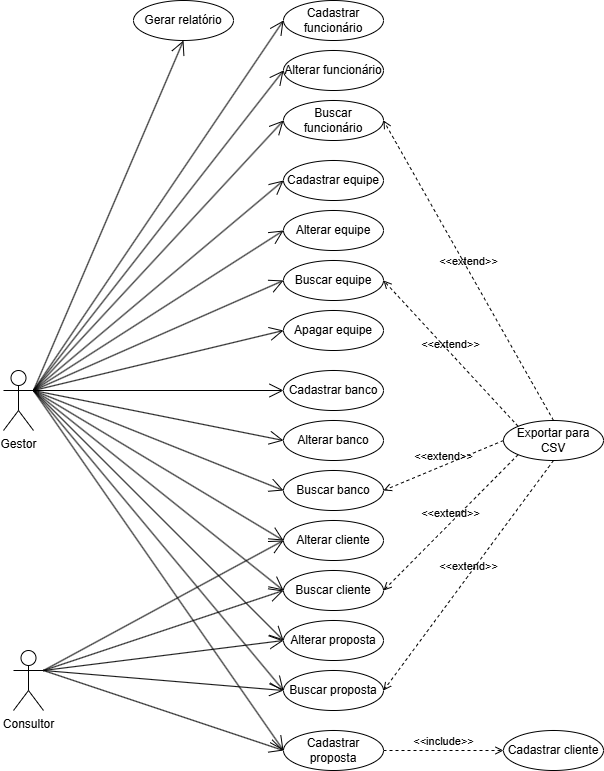 Gerar relatório
Cadastrar
funcionário
Alterar funcionário
Buscar
funcionário
Cadastrar equipe
Alterar equipe
<<extend>>
Buscar equipe
Apagar equipe
<<extend>>
Cadastrar banco
Gestor
Alterar banco
Exportar para
CSV
<<extend>>
Buscar banco
<<extend>>
Alterar cliente
<<extend>>
Buscar cliente
Alterar proposta
Buscar proposta
Consultor
Cadastrar
proposta
<<include>>
Cadastrar cliente